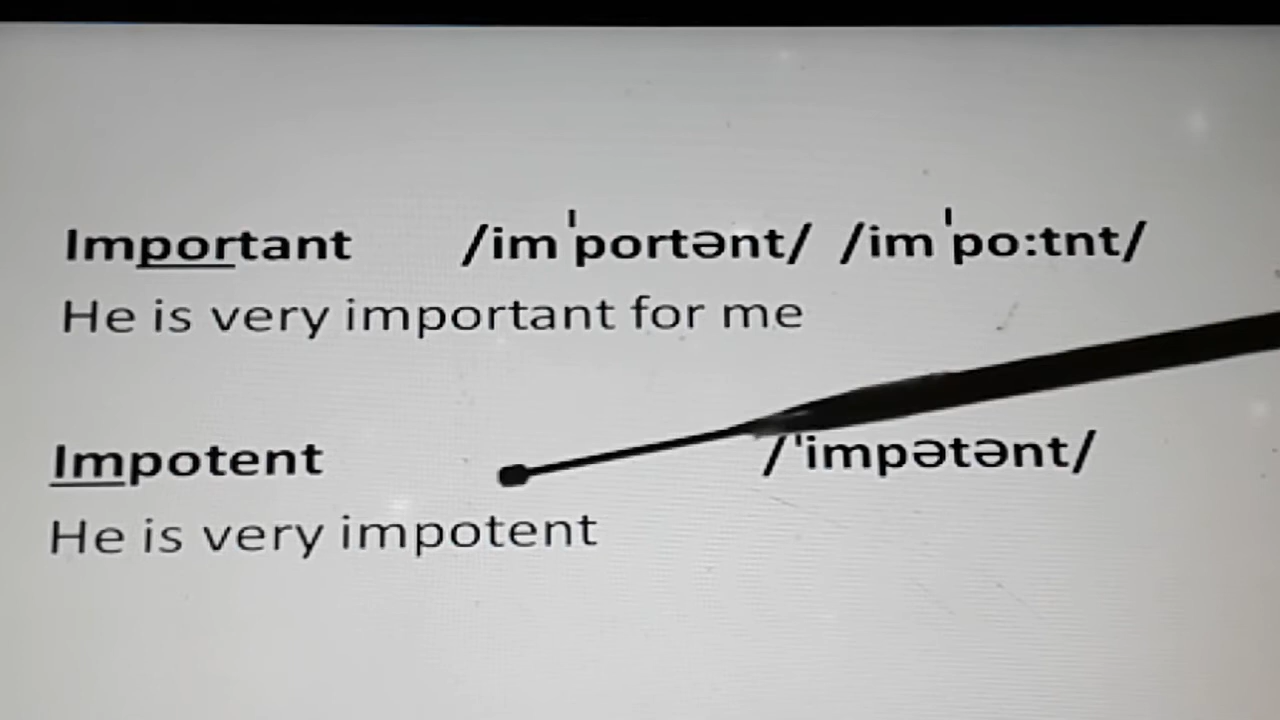 Important /imˈportənt/ /imˈpo:tnt/
He is very important for me
Impotent /ˈimpətənt/
He is very impotent